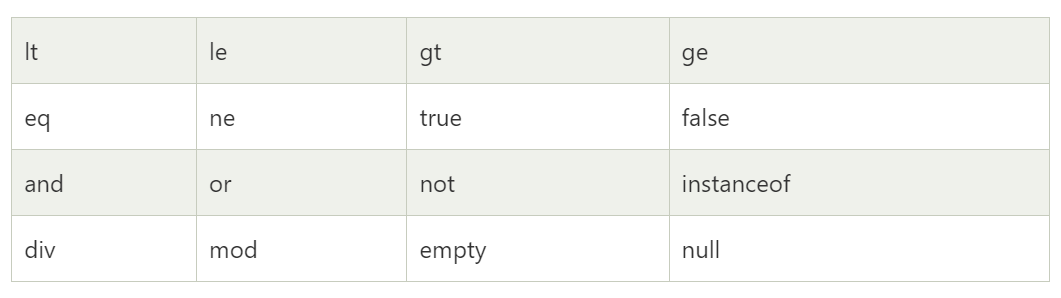 lt le gt ge
eq ne true false
and or not instanceof
div mod empty null